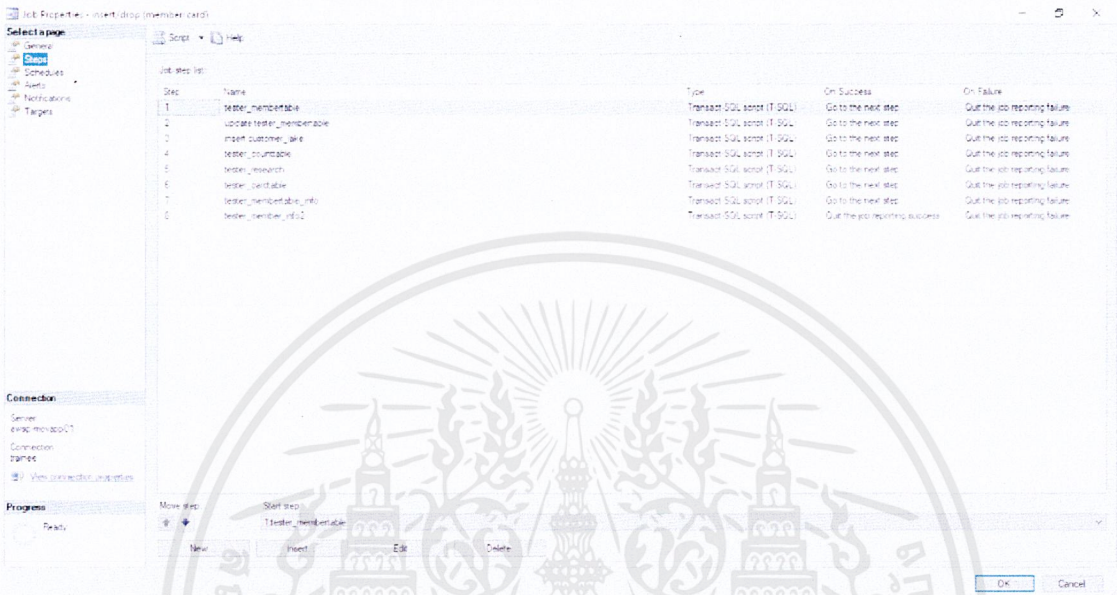 Job Properties - insert/drop (member card)
Select a page
General
Steps
Schedules
Alerts
Notifications
Targets
Script Help
Job step list:
Step Name Type On Success On Failure
1 tester_membertable Transact-SQL script (T-SQL) Go to the next step Quit the job reporting failure
2 update tester_membertable Transact-SQL script (T-SQL) Go to the next step Quit the job reporting failure
3 insert customer_lake Transact-SQL script (T-SQL) Go to the next step Quit the job reporting failure
4 tester_counttable Transact-SQL script (T-SQL) Go to the next step Quit the job reporting failure
5 tester_research Transact-SQL script (T-SQL) Go to the next step Quit the job reporting failure
6 tester_cardtable Transact-SQL script (T-SQL) Go to the next step Quit the job reporting failure
7 tester_membertable_info Transact-SQL script (T-SQL) Go to the next step Quit the job reporting failure
8 tester_member_info2 Transact-SQL script (T-SQL) Quit the job reporting success Quit the job reporting failure
Connection
Server:
Connection:
trainee
View connection properties
Progress
Ready
Move step:
Start step:
1:tester_membertable
New Insert Edit Delete
OK Cancel